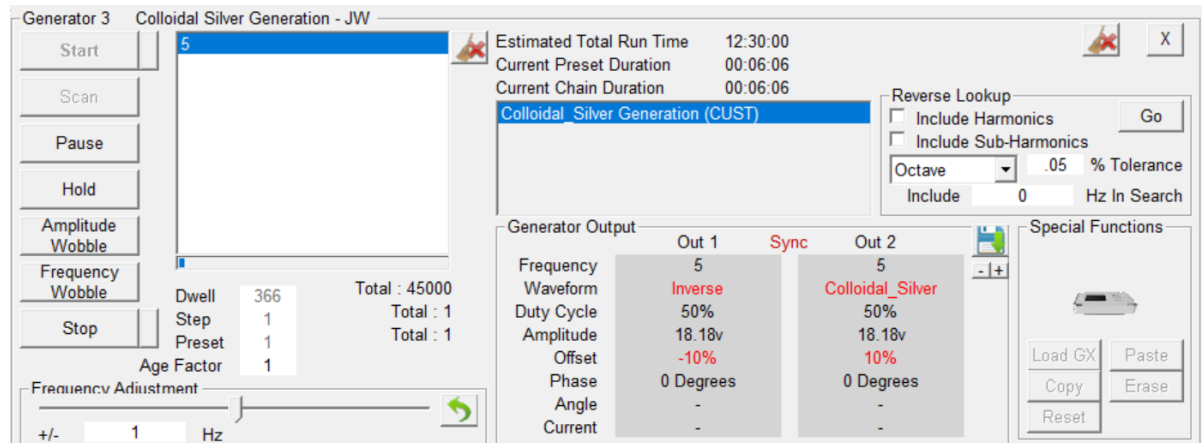 Generator 3 Colloidal Silver Generation - JW
Start
Scan
Pause
Hold
Amplitude
Wobble
Frequency
Wobble
Stop
5
Dwell 366 Total : 45000
Step 1 Total : 1
Preset 1 Total : 1
Age Factor 1
Frequency Adjustment
+/- 1 Hz
Estimated Total Run Time 12:30:00
Current Preset Duration 00:06:06
Current Chain Duration 00:06:06
Colloidal_Silver Generation (CUST)
X
Reverse Lookup
Include Harmonics
Go
Include Sub-Harmonics
Octave .05 % Tolerance
Include 0 Hz In Search
Generator Output
Out 1 Sync Out 2
Frequency 5 5
- +
Waveform Inverse Colloidal_Silver
Duty Cycle 50% 50%
Amplitude 18.18v 18.18v
Offset -10% 10%
Phase 0 Degrees 0 Degrees
Angle - -
Current - -
Special Functions
Load GX Paste
Copy Erase
Reset